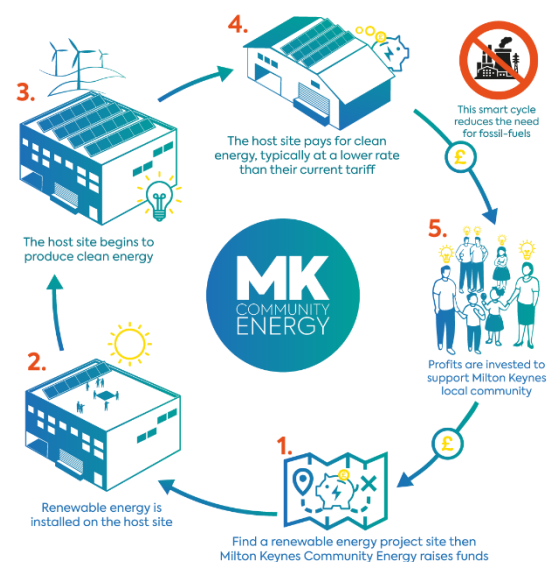 4.
3.
This smart cycle
reduces the need
for fossil-fuels
The host site pays for clean
energy, typically at a lower rate
than their current tariff
£
5.
The host site begins to
produce clean energy
MK
COMMUNITY
ENERGY
2.
Profits are invested to
support Milton Keynes
local community
£
1.
Renewable energy is
installed on the host site
Find a renewable energy project site then
Milton Keynes Community Energy raises funds